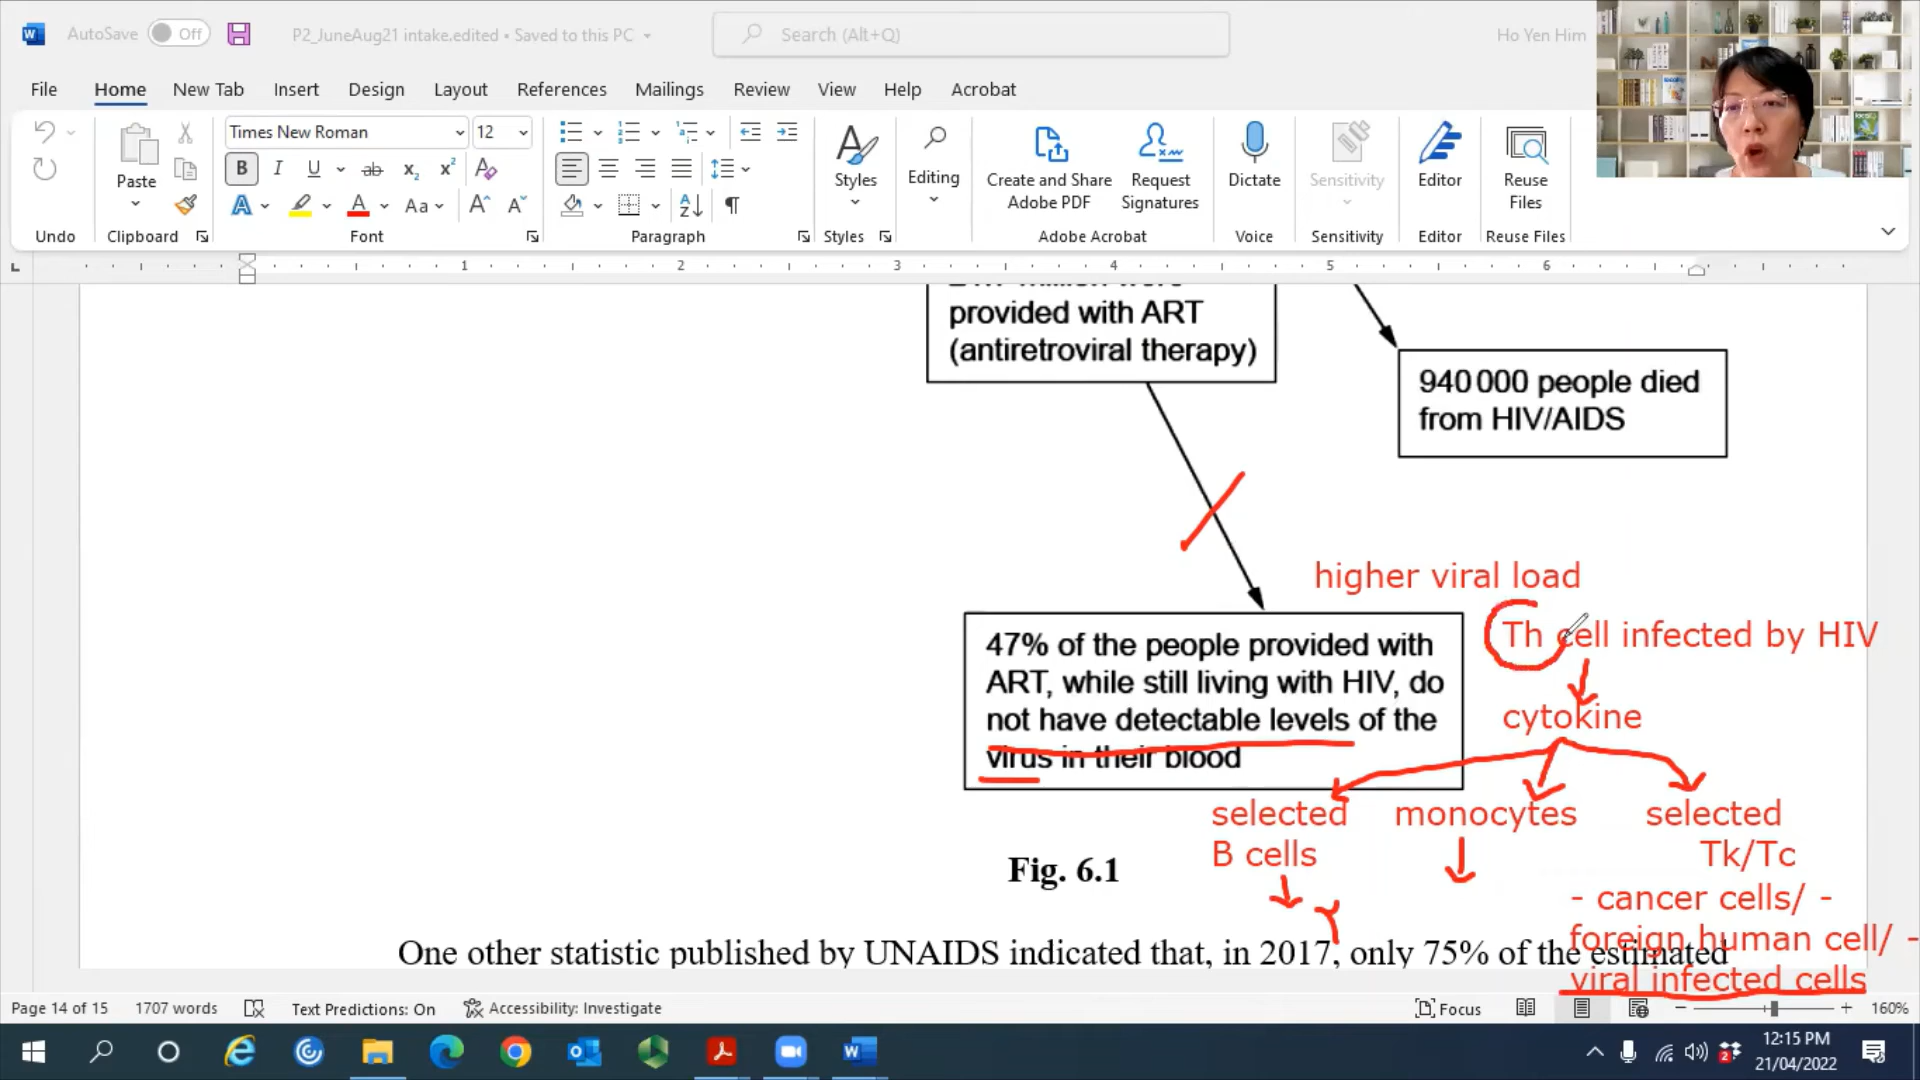 AutoSave Off P2_JuneAug21 intake.edited • Saved to this PC Search (Alt+Q) Ho Yen Him
File Home New Tab Insert Design Layout References Mailings Review View Help Acrobat
Times New Roman 12
Paste
Styles
Editing
Create and Share
Adobe PDF
Request
Signatures
Dictate
Sensitivity
Editor
Reuse
Files
Undo Clipboard Font Paragraph Styles Adobe Acrobat Voice Sensitivity Editor Reuse Files
1 2 3 4 5 6
provided with ART
(antiretroviral therapy)
940 000 people died
from HIV/AIDS
higher viral load
Th cell infected by HIV
47% of the people provided with
ART, while still living with HIV, do
not have detectable levels of the
virus in their blood
cytokine
selected
B cells
monocytes
selected
Tk/Tc
- cancer cells/ -
foreign human cell/ -
viral infected cells
Fig. 6.1
One other statistic published by UNAIDS indicated that, in 2017, only 75% of the estimated
Page 14 of 15 1707 words Text Predictions: On Accessibility: Investigate Focus 160%
12:15 PM
21/04/2022